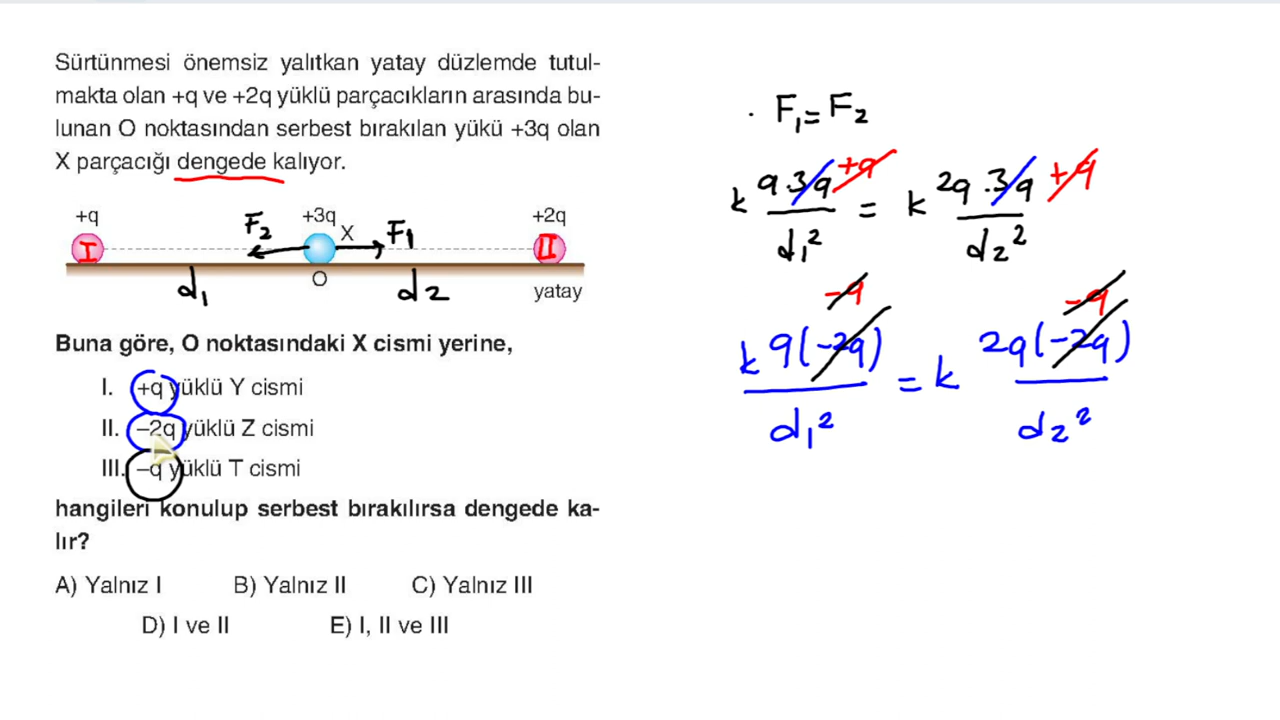 Sürtünmesi önemsiz yalıtkan yatay düzlemde tutul-
makta olan +q ve +2q yüklü parçacıkların arasında bu-
lunan O noktasından serbest bırakılan yükü +3q olan
X parçacığı dengede kalıyor.
+q F₂ +3q X F₁ +2q
I II
d₁ O d₂ yatay
Buna göre, O noktasındaki X cismi yerine,
I. +q yüklü Y cismi
II. –2q yüklü Z cismi
III. –q yüklü T cismi
hangileri konulup serbest bırakılırsa dengede ka-
lır?
A) Yalnız I B) Yalnız II C) Yalnız III
D) I ve II E) I, II ve III
. F₁ = F₂
+q +q
k q.3q = k 2q.3q
d₁² d₂²
-q -q
k q(-2q) = k 2q(-2q)
d₁² d₂²